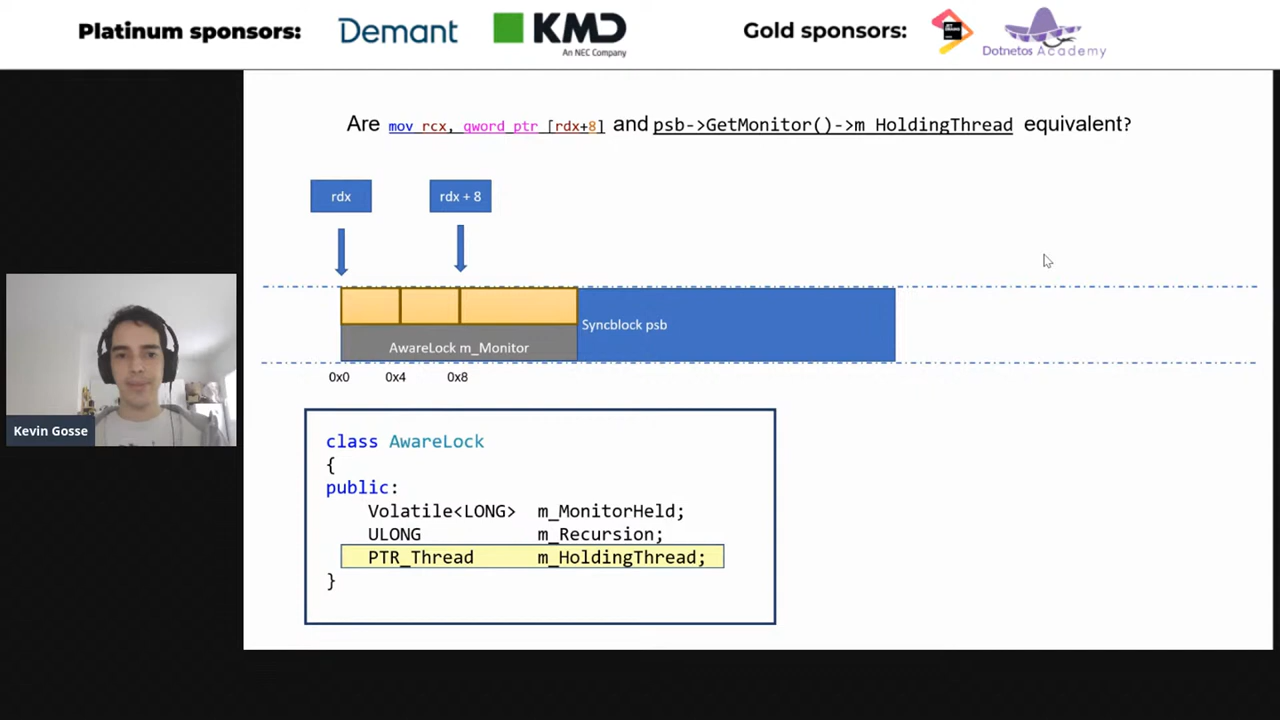 Platinum sponsors:
Demant
KMD
An NEC Company
Gold sponsors:
JET
BRAINS
Dotnetos
Academy
Are mov rcx, qword ptr [rdx+8] and psb->GetMonitor()->m_HoldingThread equivalent?
rdx
rdx + 8
Syncblock psb
AwareLock m_Monitor
0x0
0x4
0x8
Kevin Gosse
class AwareLock
{
public:
Volatile<LONG> m_MonitorHeld;
ULONG m_Recursion;
PTR_Thread m_HoldingThread;
}